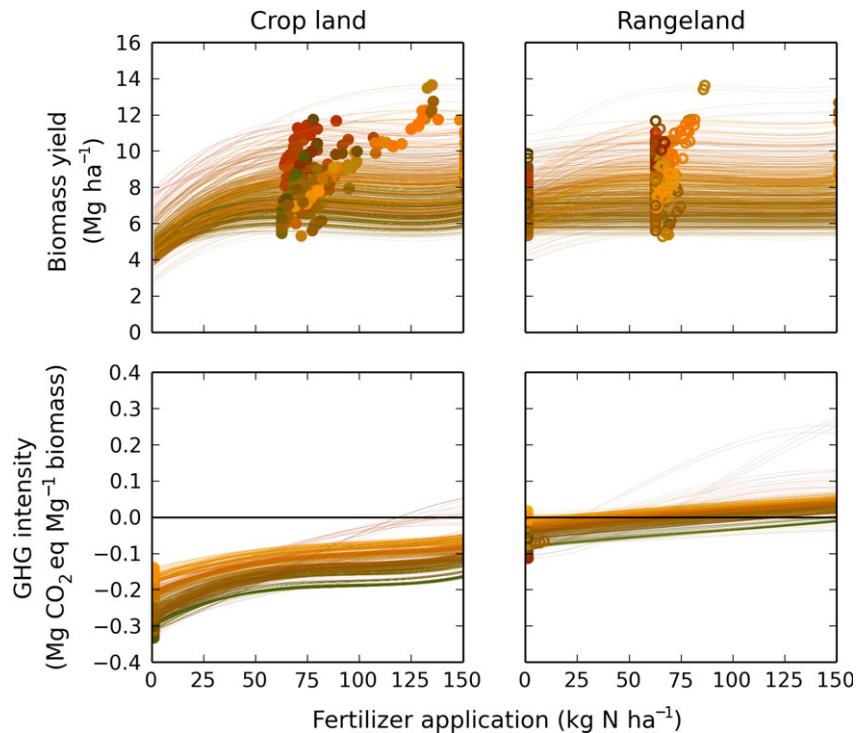 Crop land
Rangeland
Biomass yield
(Mg ha⁻¹)
16
14
12
10
8
6
4
2
0
GHG intensity
(Mg CO₂ eq Mg⁻¹ biomass)
0.4
0.3
0.2
0.1
0.0
−0.1
−0.2
−0.3
−0.4
0 25 50 75 100 125 150 0 25 50 75 100 125 150
Fertilizer application (kg N ha⁻¹)